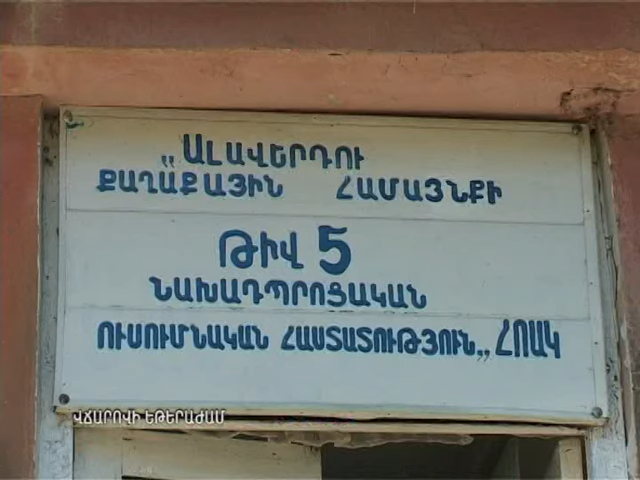 „ԱԼԱՎԵՐԴՈՒ
ՔԱՂԱՔԱՅԻՆ ՀԱՄԱՅՆՔԻ
ԹԻՎ 5
ՆԱԽԱԴՊՐՈՑԱԿԱՆ
ՈՒՍՈՒՄՆԱԿԱՆ ՀԱՍՏԱՏՈՒԹՅՈՒՆ„ ՀՈԱԿ
ՎՃԱՐՈՎԻ ԵԹԵՐԱԺԱՄ